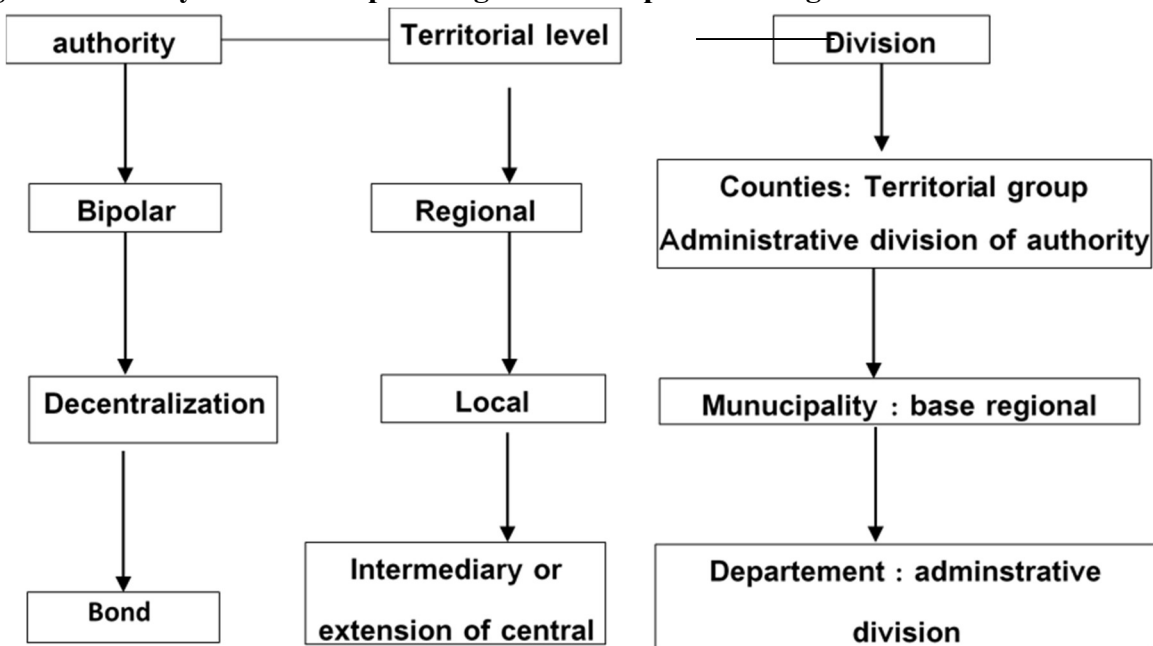 authority
Territorial level
Division
Bipolar
Regional
Counties: Territorial group
Administrative division of authority
Decentralization
Local
Munucipality : base regional
Bond
Intermediary or
extension of central
Departement : adminstrative
division